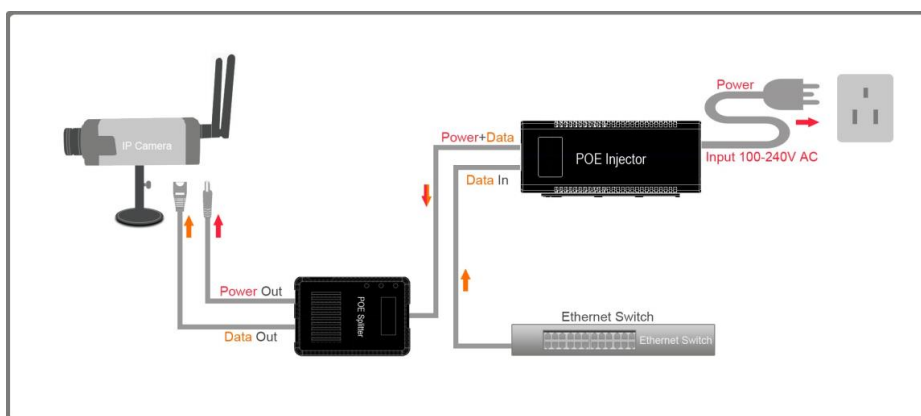 Power
IP Camera
Power+Data
POE Injector
Input 100-240V AC
Data In
Power Out
POE Splitter
Data Out
Ethernet Switch
Ethernet Switch